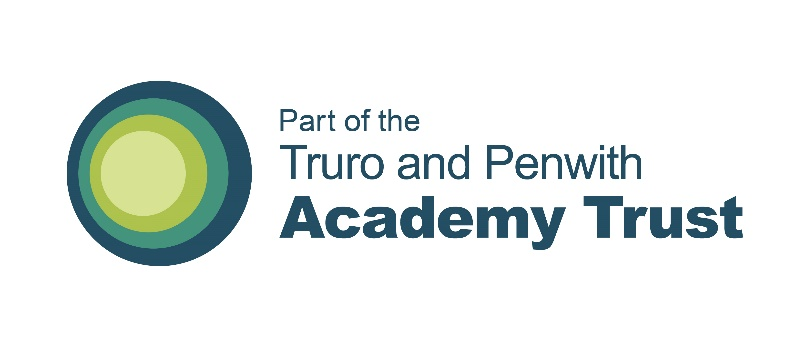 Part of the
Truro and Penwith
Academy Trust